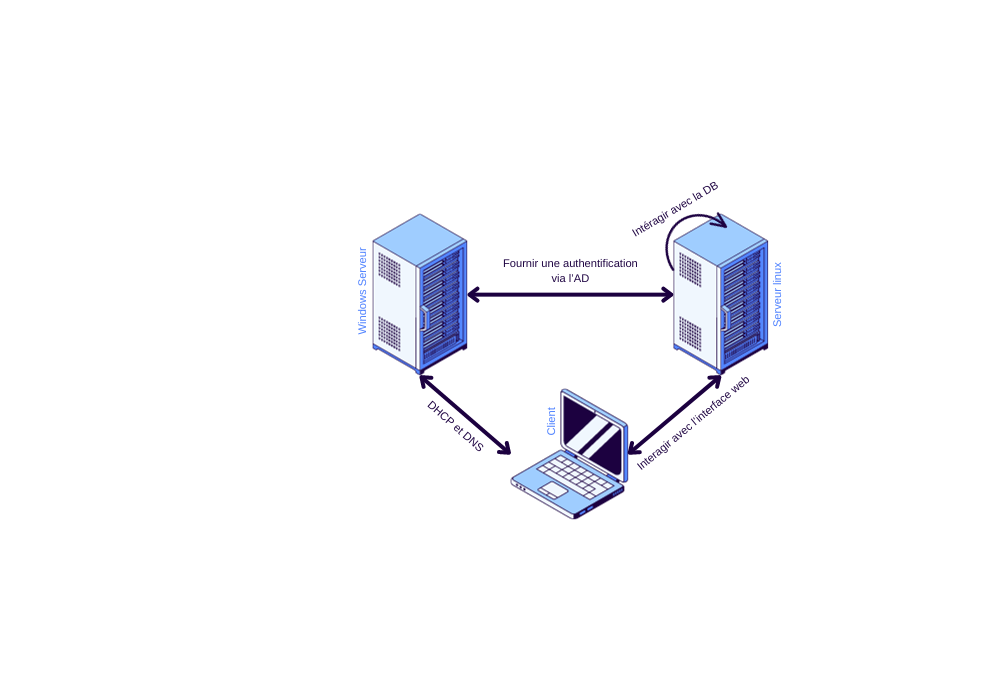 Intéragir avec la DB
Fournir une authentification
via l'AD
Windows Serveur
Serveur linux
DHCP et DNS
Client
Interagir avec l'interface web